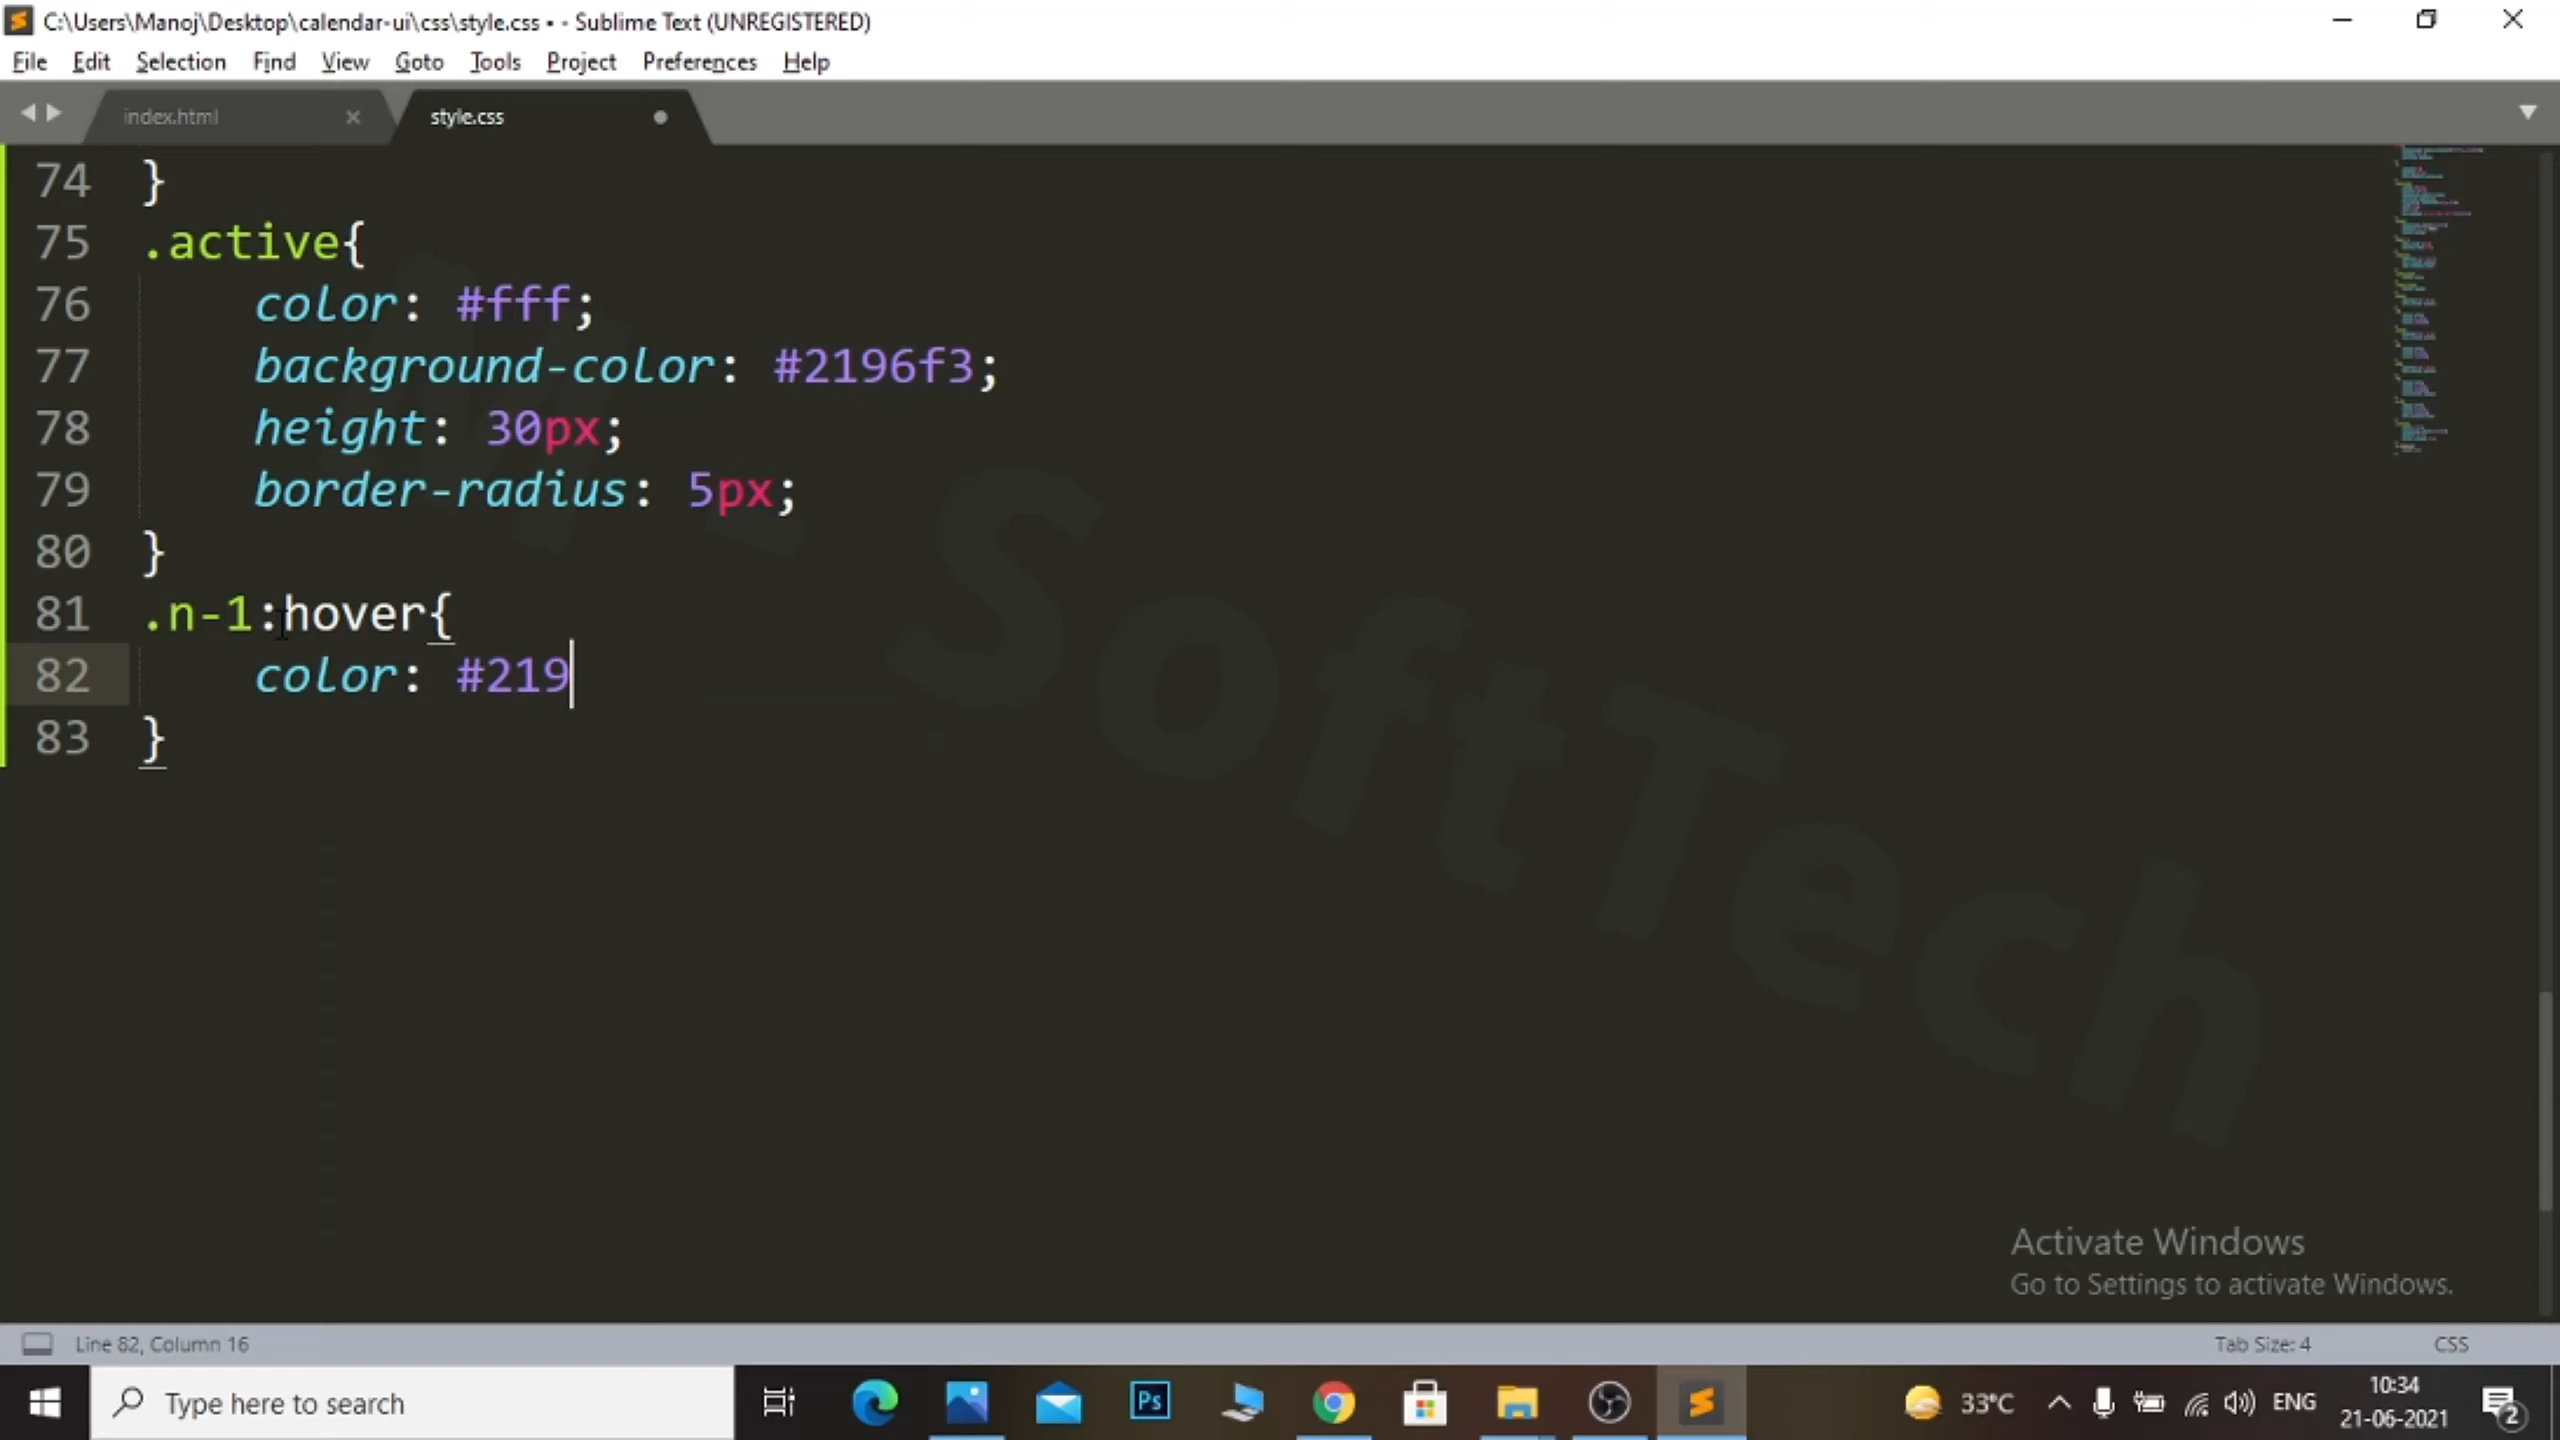 C:\Users\Manoj\Desktop\calendar-ui\css\style.css • - Sublime Text (UNREGISTERED)
File Edit Selection Find View Goto Tools Project Preferences Help
index.html style.css
74 }
75 .active{
76 color: #fff;
77 background-color: #2196f3;
78 height: 30px;
79 border-radius: 5px;
80 }
81 .n-1:hover{
82 color: #219
83 }
SoftTech
Activate Windows
Go to Settings to activate Windows.
Line 82, Column 16 Tab Size: 4 CSS
Type here to search Ps 33°C ENG 10:34
21-06-2021 2